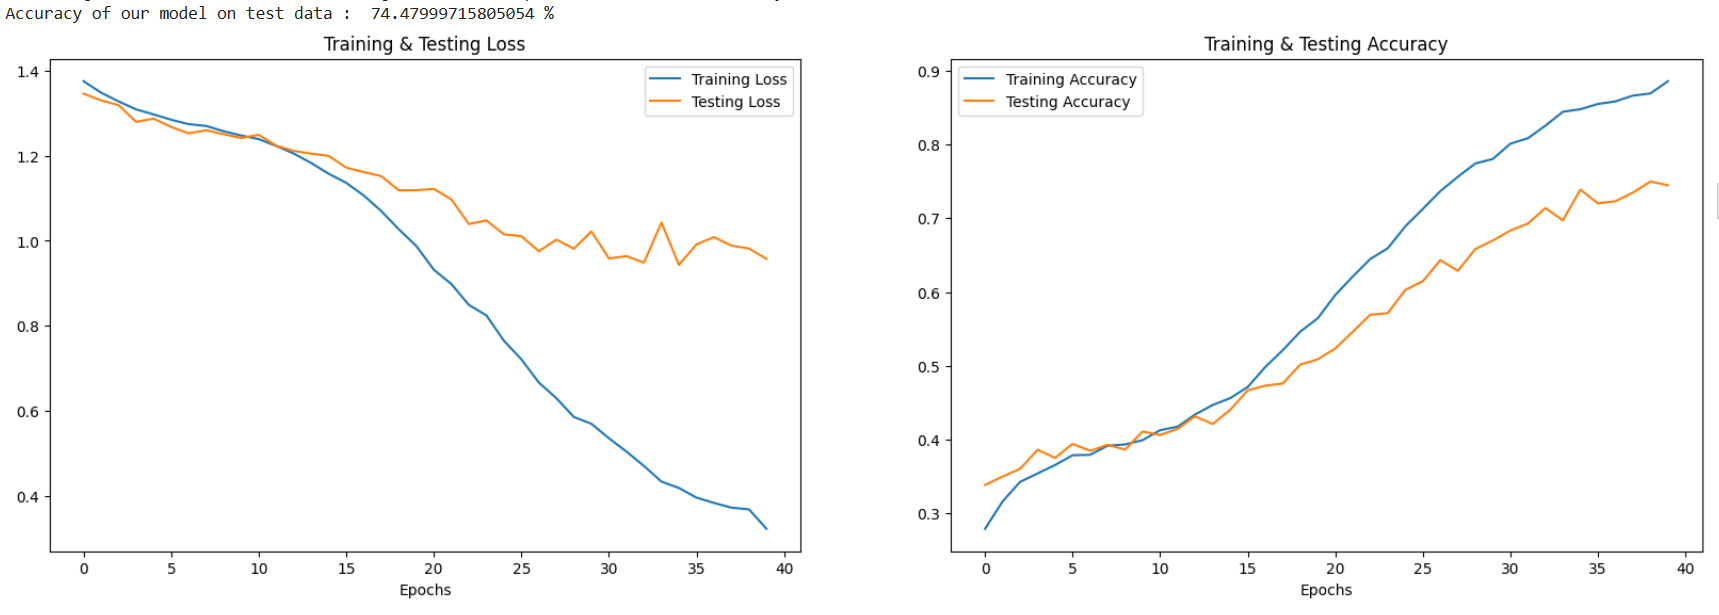 Accuracy of our model on test data :  74.47999715805054 %
Training & Testing Loss
Training Loss
Testing Loss
1.4
1.2
1.0
0.8
0.6
0.4
0 5 10 15 20 25 30 35 40
Epochs
Training & Testing Accuracy
Training Accuracy
Testing Accuracy
0.9
0.8
0.7
0.6
0.5
0.4
0.3
0 5 10 15 20 25 30 35 40
Epochs